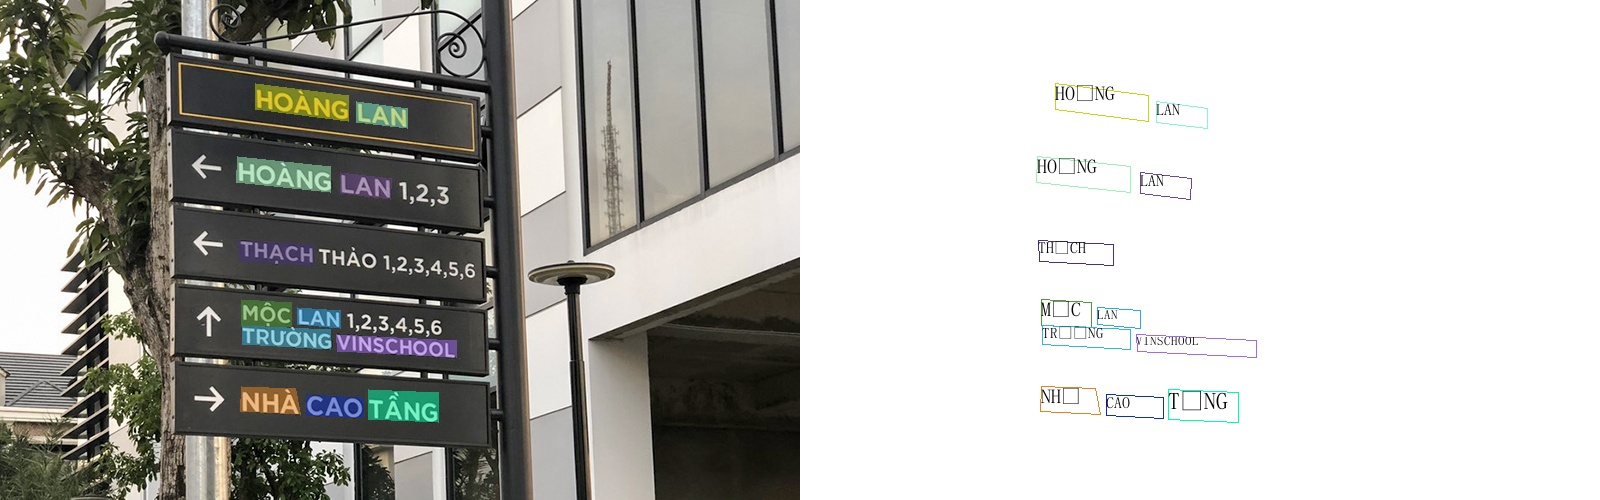 HOÀNG LAN
HOÀNG LAN 1,2,3
THẠCH THẢO 1,2,3,4,5,6
MỘC LAN 1,2,3,4,5,6
TRƯỜNG VINSCHOOL
NHÀ CAO TẦNG
HO□NG LAN
HO□NG LAN
TH□CH
M□C LAN
TR□□NG VINSCHOOL
NH□ CAO T□NG